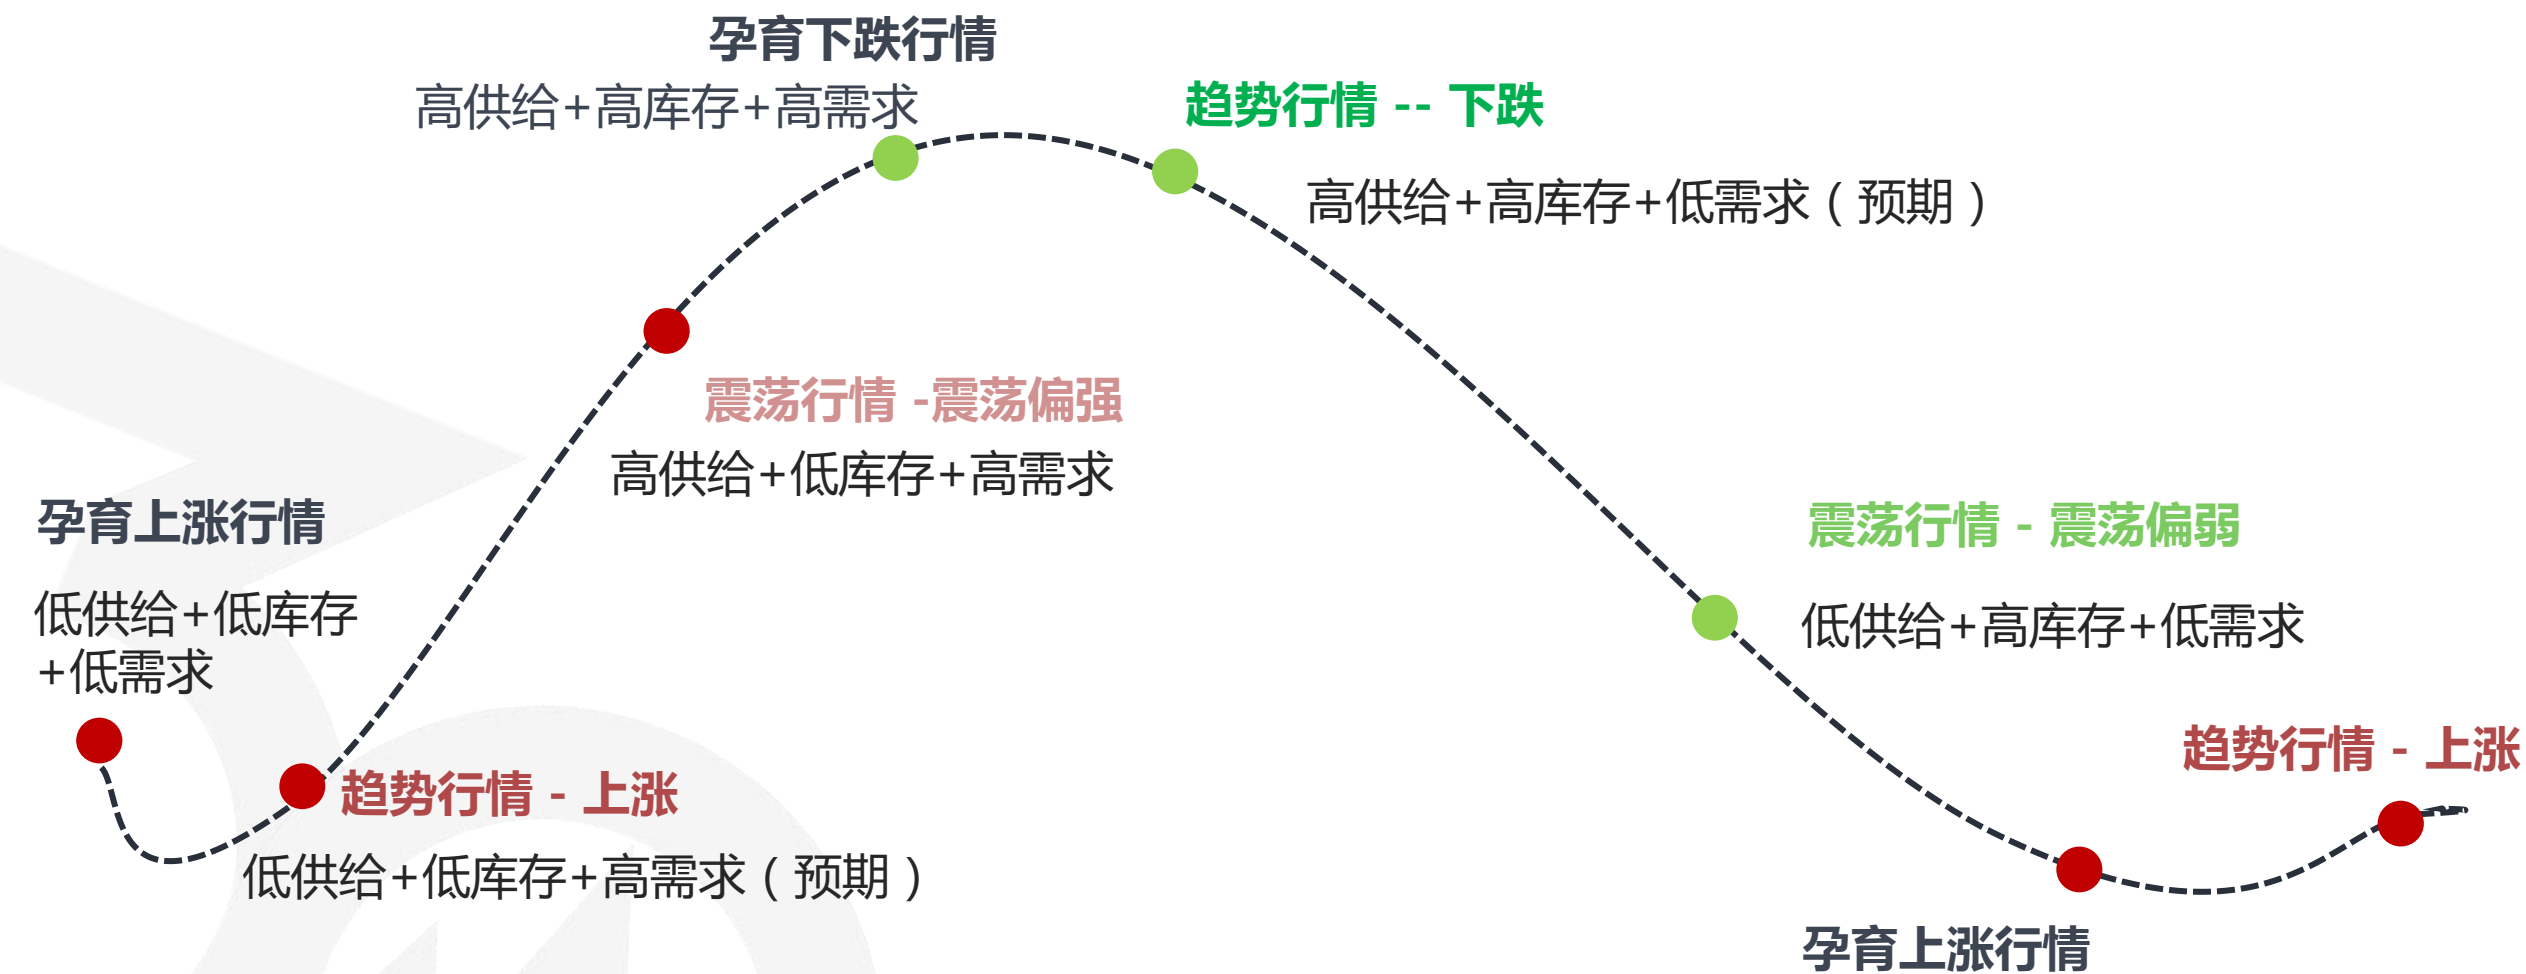 孕育下跌行情
高供给+高库存+高需求
趋势行情 -- 下跌
高供给+高库存+低需求（预期）
震荡行情 -震荡偏强
高供给+低库存+高需求
孕育上涨行情
低供给+低库存
+低需求
震荡行情 - 震荡偏弱
低供给+高库存+低需求
趋势行情 - 上涨
趋势行情 - 上涨
低供给+低库存+高需求（预期）
孕育上涨行情